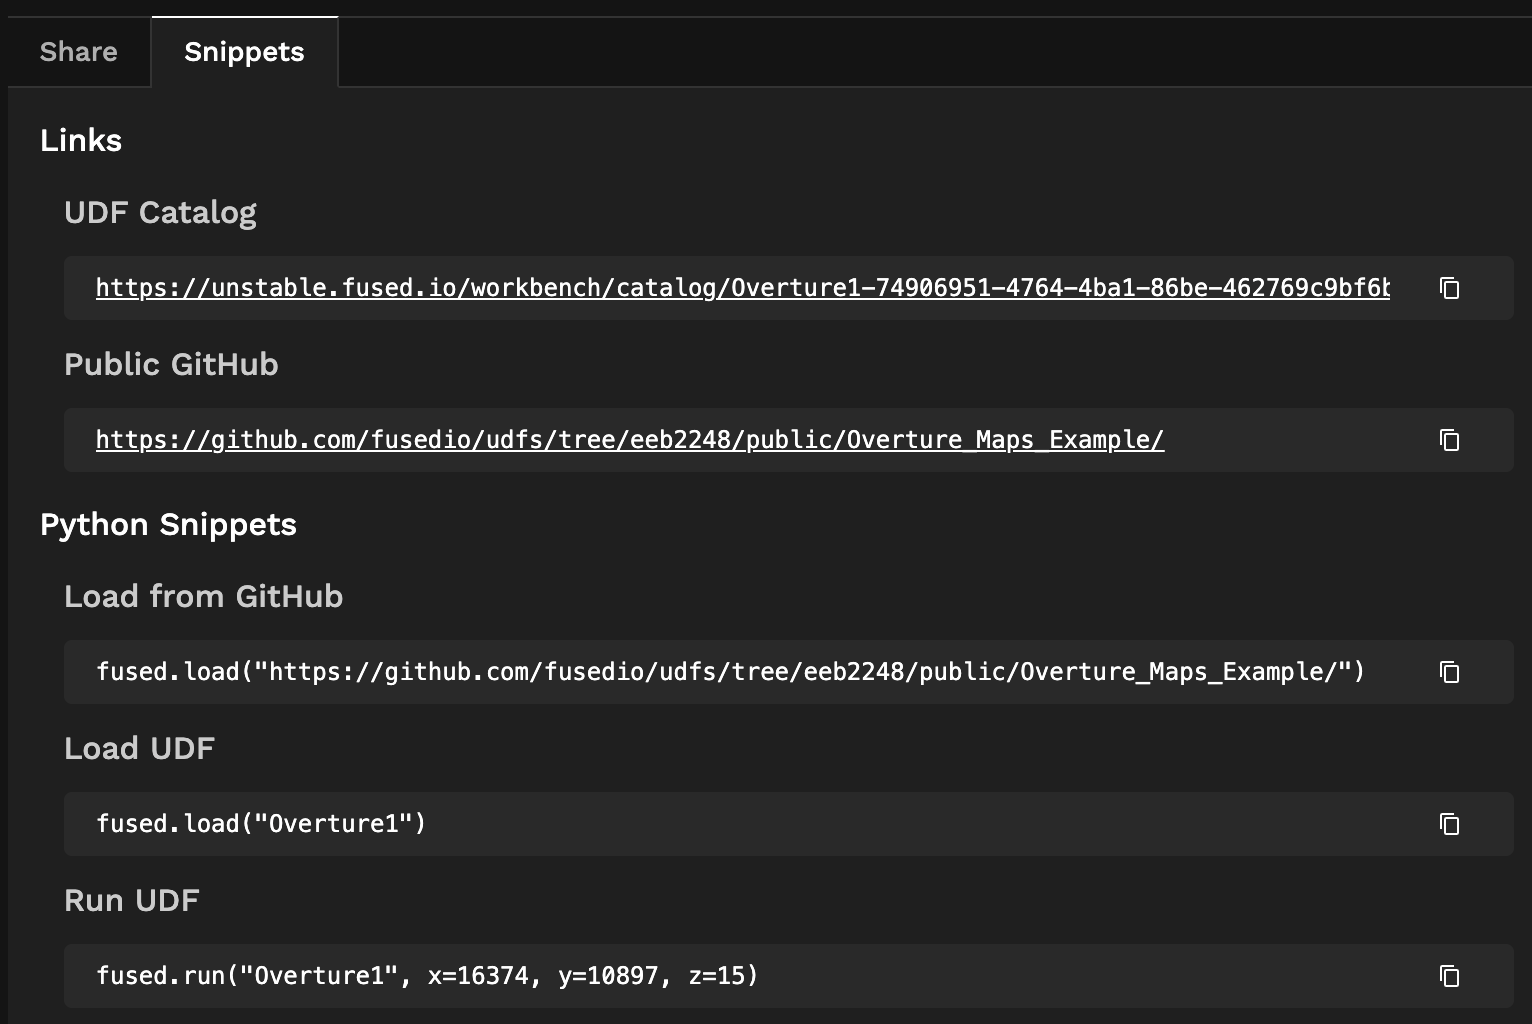 Share
Snippets
Links
UDF Catalog
https://unstable.fused.io/workbench/catalog/Overture1-74906951-4764-4ba1-86be-462769c9bf6b
Public GitHub
https://github.com/fusedio/udfs/tree/eeb2248/public/Overture_Maps_Example/
Python Snippets
Load from GitHub
fused.load("https://github.com/fusedio/udfs/tree/eeb2248/public/Overture_Maps_Example/")
Load UDF
fused.load("Overture1")
Run UDF
fused.run("Overture1", x=16374, y=10897, z=15)